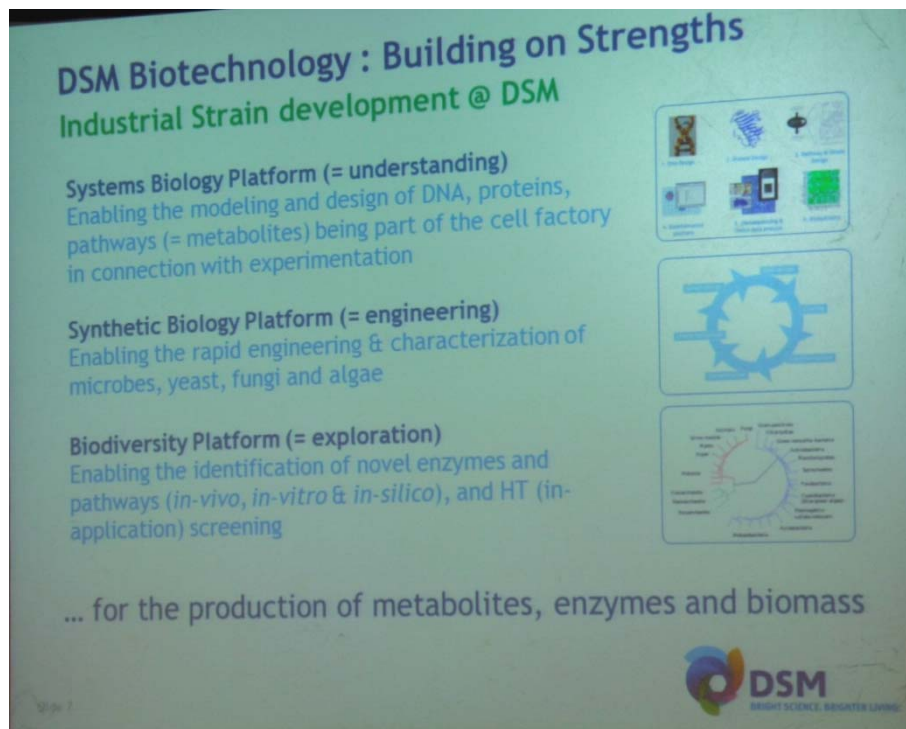 DSM Biotechnology : Building on Strengths
Industrial Strain development @ DSM
Systems Biology Platform (= understanding)
Enabling the modeling and design of DNA, proteins,
pathways (= metabolites) being part of the cell factory
in connection with experimentation
Synthetic Biology Platform (= engineering)
Enabling the rapid engineering & characterization of
microbes, yeast, fungi and algae
Biodiversity Platform (= exploration)
Enabling the identification of novel enzymes and
pathways (in-vivo, in-vitro & in-silico), and HT (in-
application) screening
... for the production of metabolites, enzymes and biomass
Fungi
DSM
BRIGHT SCIENCE. BRIGHTER LIVING.
Slide 7